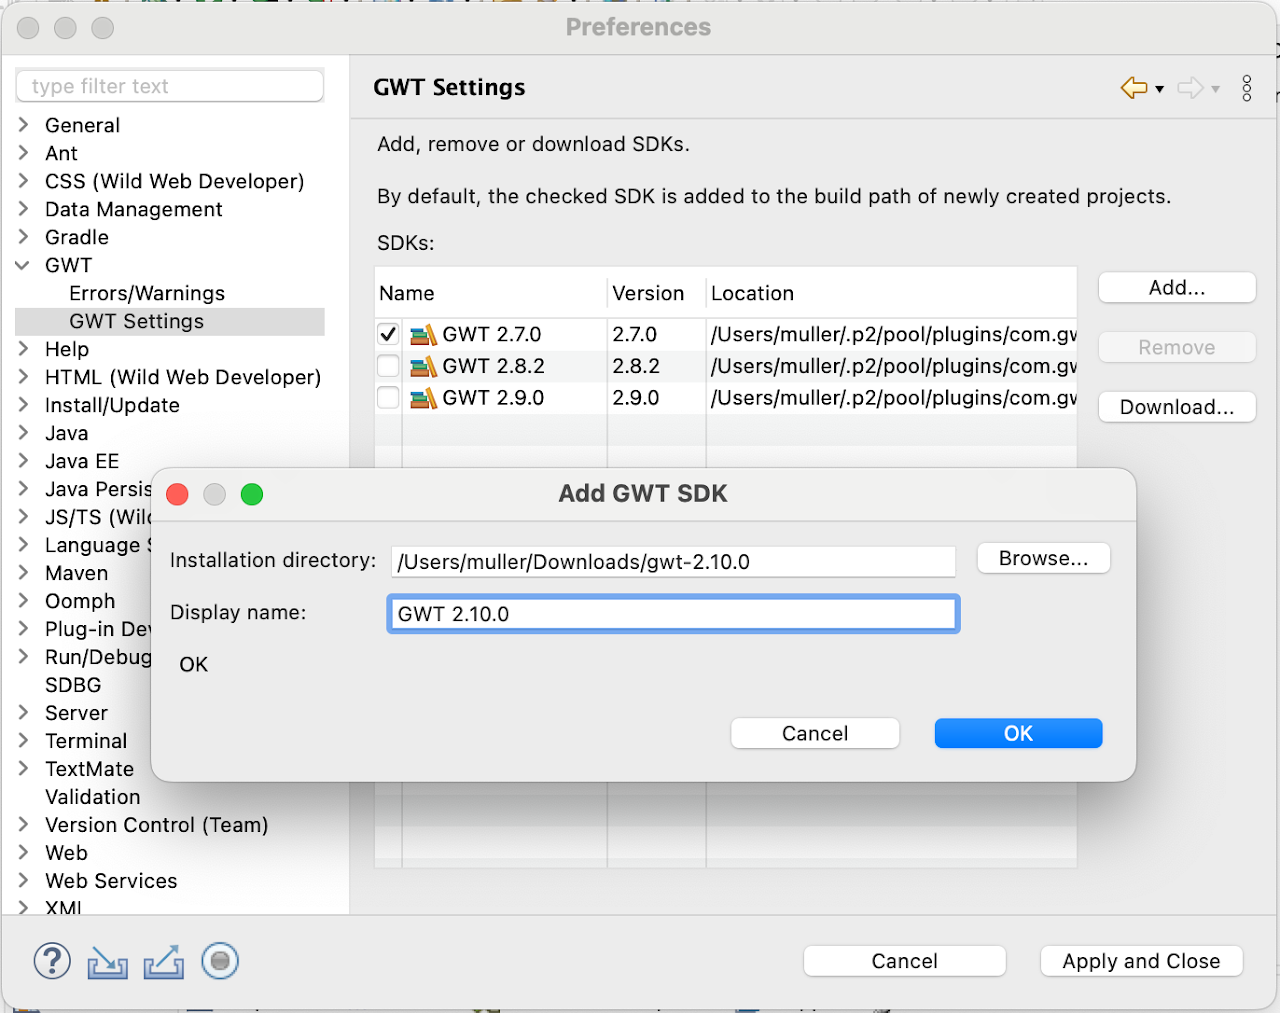 Preferences
type filter text
General
Ant
CSS (Wild Web Developer)
Data Management
Gradle
GWT
Errors/Warnings
GWT Settings
Help
HTML (Wild Web Developer)
Install/Update
Java
Java EE
Java Persis
JS/TS (Wild
Language S
Maven
Oomph
Plug-in Dev
Run/Debug
SDBG
Server
Terminal
TextMate
Validation
Version Control (Team)
Web
Web Services
XML
GWT Settings
Add, remove or download SDKs.
By default, the checked SDK is added to the build path of newly created projects.
SDKs:
Name Version Location
GWT 2.7.0 2.7.0 /Users/muller/.p2/pool/plugins/com.gw
GWT 2.8.2 2.8.2 /Users/muller/.p2/pool/plugins/com.gw
GWT 2.9.0 2.9.0 /Users/muller/.p2/pool/plugins/com.gw
Add...
Remove
Download...
Add GWT SDK
Installation directory: /Users/muller/Downloads/gwt-2.10.0 Browse...
Display name: GWT 2.10.0
OK
Cancel OK
? Cancel Apply and Close